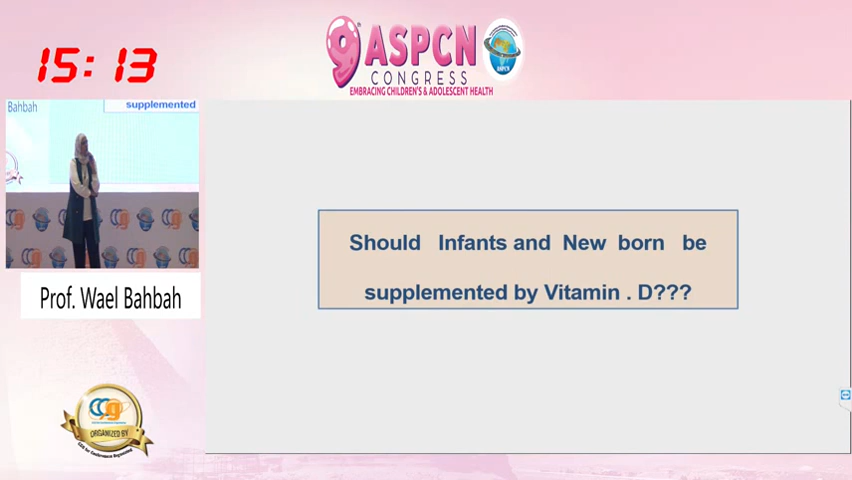 15:13
9 ASPCN
CONGRESS
EMBRACING CHILDREN'S & ADOLESCENT HEALTH
Bahbah
supplemented
Should Infants and New born be
supplemented by Vitamin . D???
Prof. Wael Bahbah
ORGANIZED BY